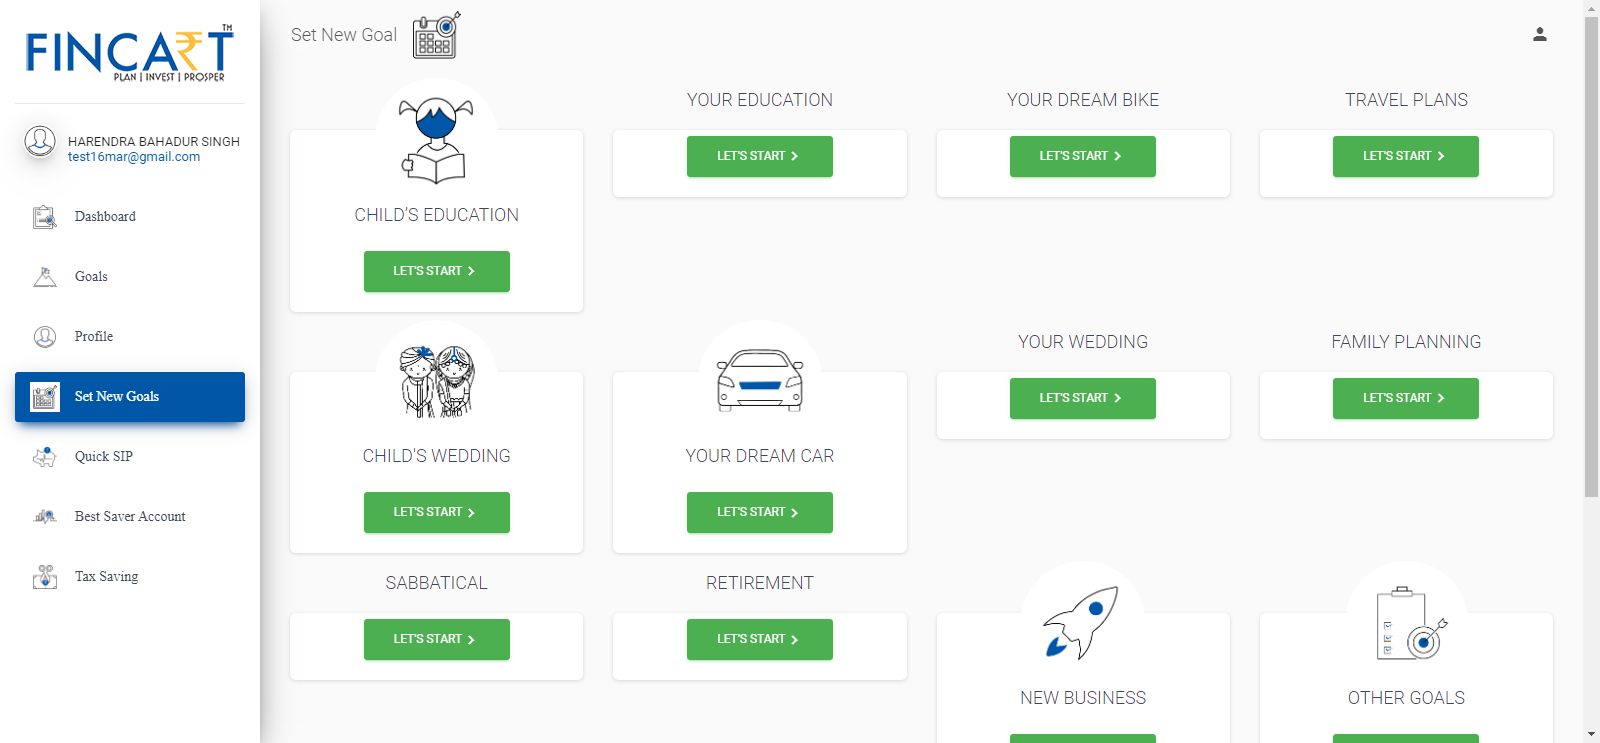 FINCART™
PLAN | INVEST | PROSPER
HARENDRA BAHADUR SINGH
test16mar@gmail.com
Dashboard
Goals
Profile
Set New Goals
Quick SIP
Best Saver Account
Tax Saving
Set New Goal
CHILD'S EDUCATION
LET'S START
YOUR EDUCATION
LET'S START
YOUR DREAM BIKE
LET'S START
TRAVEL PLANS
LET'S START
CHILD'S WEDDING
LET'S START
YOUR DREAM CAR
LET'S START
YOUR WEDDING
LET'S START
FAMILY PLANNING
LET'S START
SABBATICAL
LET'S START
RETIREMENT
LET'S START
NEW BUSINESS
OTHER GOALS